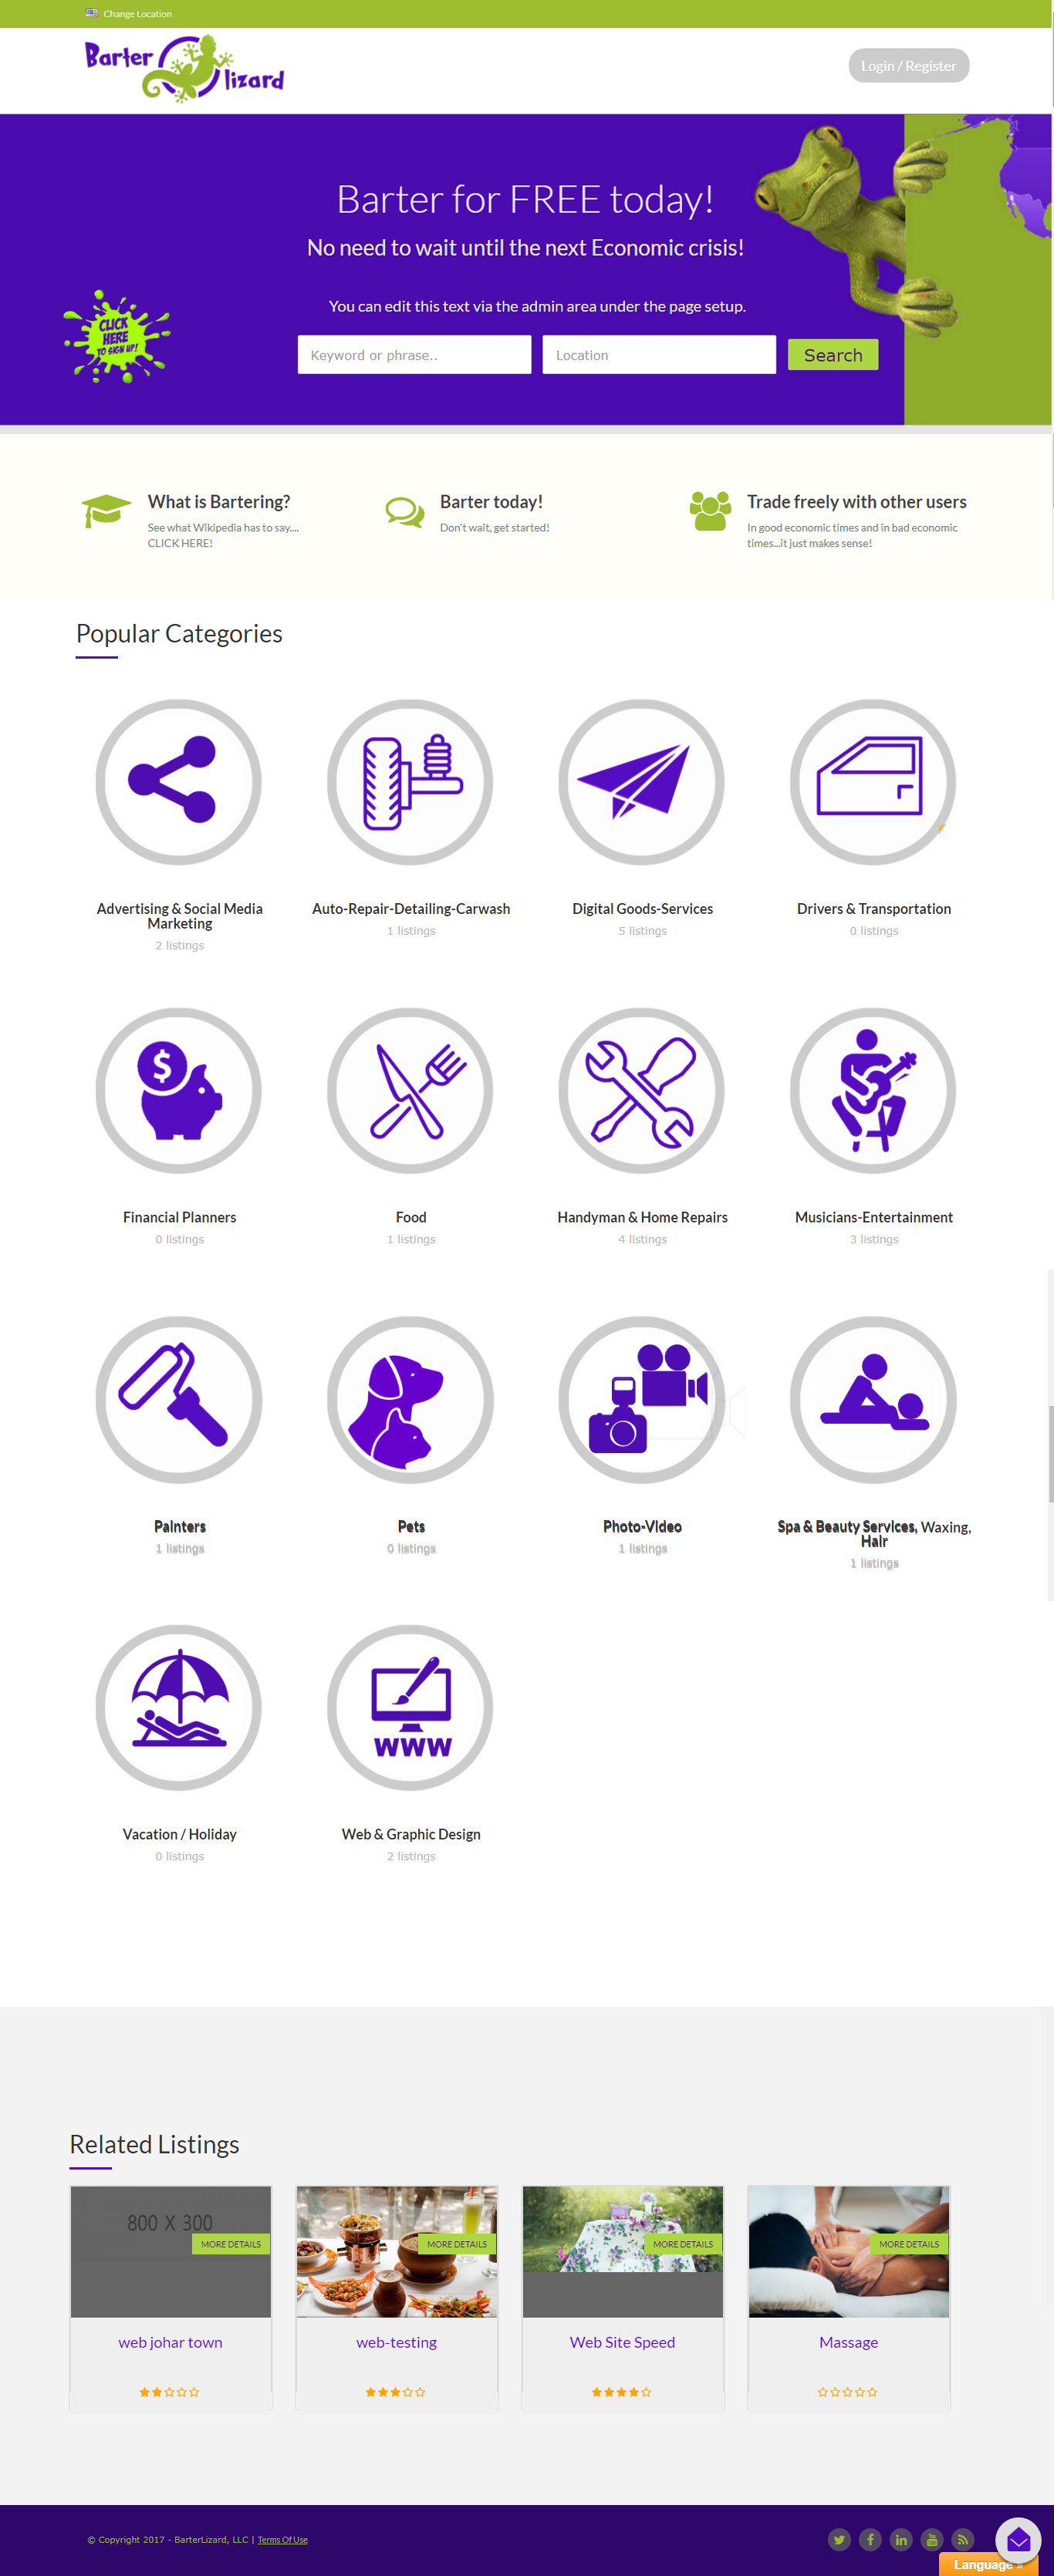 Change Location
Barter lizard
Login / Register
Barter for FREE today!
No need to wait until the next Economic crisis!
You can edit this text via the admin area under the page setup.
CLICK
HERE
TO SIGN UP!
Keyword or phrase..
Location
Search
What is Bartering?
See what Wikipedia has to say....
CLICK HERE!
Barter today!
Don't wait, get started!
Trade freely with other users
In good economic times and in bad economic
times...it just makes sense!
Popular Categories
Advertising & Social Media
Marketing
2 listings
Auto-Repair-Detailing-Carwash
1 listings
Digital Goods-Services
5 listings
Drivers & Transportation
0 listings
$
Financial Planners
0 listings
Food
1 listings
Handyman & Home Repairs
4 listings
Musicians-Entertainment
3 listings
Painters
1 listings
Pets
0 listings
Photo-Video
1 listings
Spa & Beauty Services, Waxing,
Hair
1 listings
Vacation / Holiday
0 listings
WWW
Web & Graphic Design
2 listings
Related Listings
800 X 300
MORE DETAILS
web johar town
MORE DETAILS
web-testing
MORE DETAILS
Web Site Speed
MORE DETAILS
Massage
© Copyright 2017 - BarterLizard, LLC | Terms Of Use
You
Tube
Language »